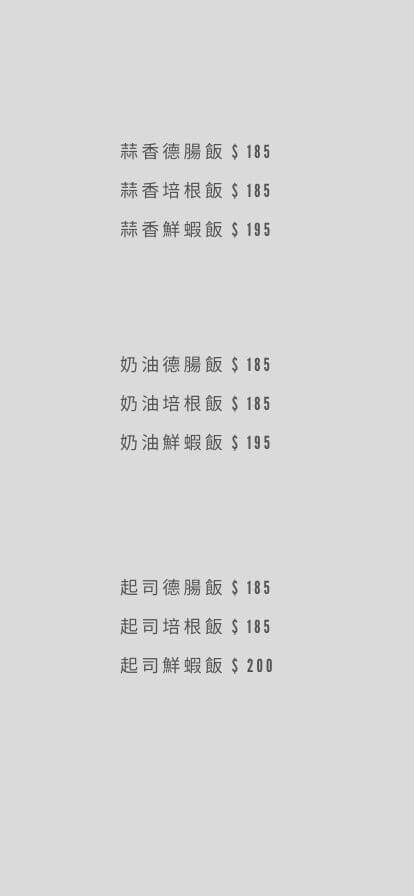 蒜香德腸飯 $ 185
蒜香培根飯 $ 185
蒜香鮮蝦飯 $ 195
奶油德腸飯 $ 185
奶油培根飯 $ 185
奶油鮮蝦飯 $ 195
起司德腸飯 $ 185
起司培根飯 $ 185
起司鮮蝦飯 $ 200